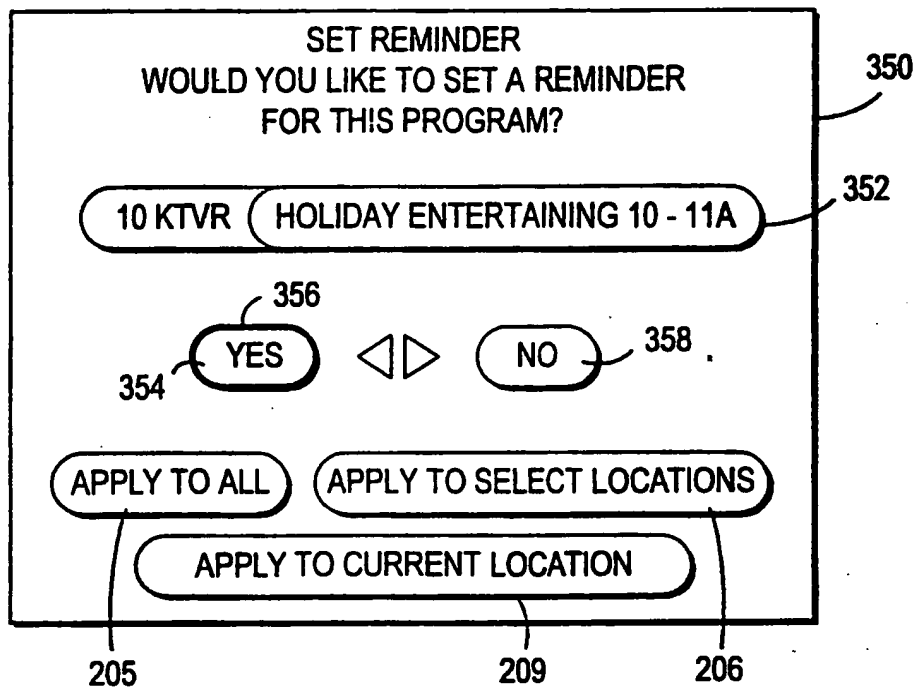 SET REMINDER
WOULD YOU LIKE TO SET A REMINDER
FOR THIS PROGRAM?
350
10 KTVR HOLIDAY ENTERTAINING 10 - 11A
352
356
YES NO
354
358
APPLY TO ALL APPLY TO SELECT LOCATIONS
APPLY TO CURRENT LOCATION
205 209 206